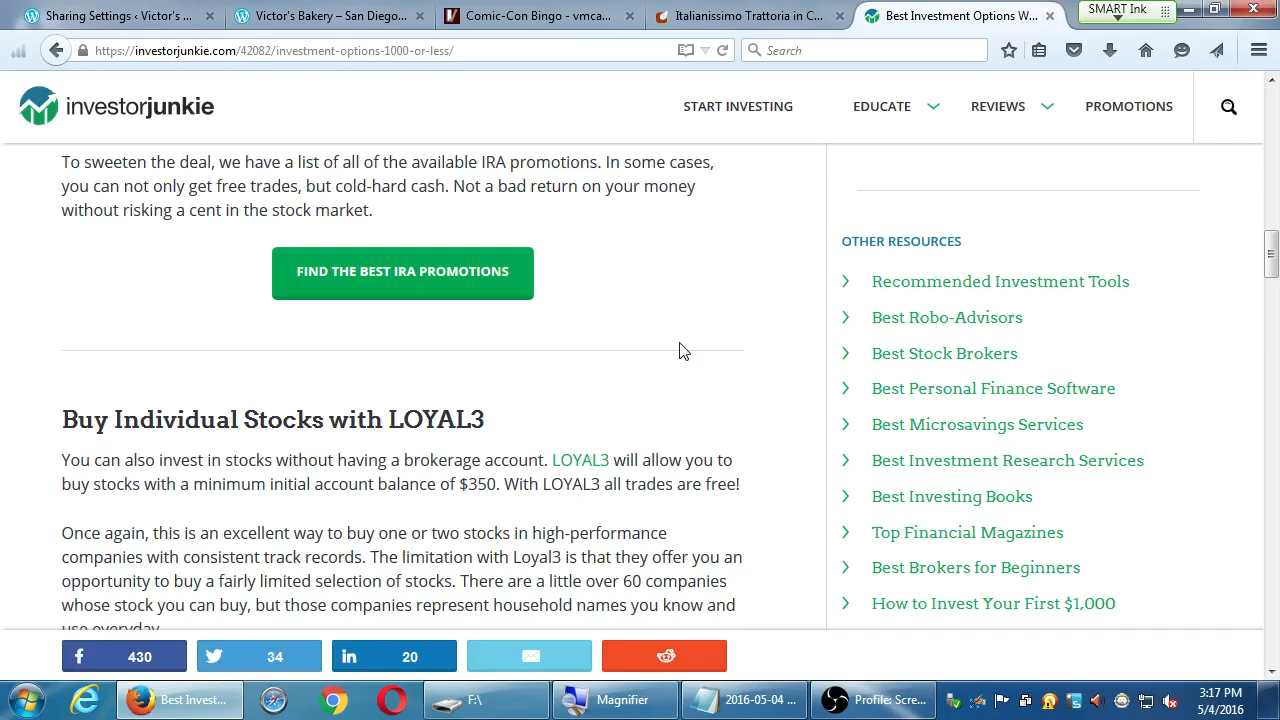 Sharing Settings ‹ Victor's ...
Victor's Bakery – San Diego...
Comic-Con Bingo - vmca...
Italianissimo Trattoria in C...
Best Investment Options W...
SMART Ink
https://investorjunkie.com/42082/investment-options-1000-or-less/
Search
investorjunkie
START INVESTING
EDUCATE
REVIEWS
PROMOTIONS
To sweeten the deal, we have a list of all of the available IRA promotions. In some cases,
you can not only get free trades, but cold-hard cash. Not a bad return on your money
without risking a cent in the stock market.
FIND THE BEST IRA PROMOTIONS
Buy Individual Stocks with LOYAL3
You can also invest in stocks without having a brokerage account. LOYAL3 will allow you to
buy stocks with a minimum initial account balance of $350. With LOYAL3 all trades are free!
Once again, this is an excellent way to buy one or two stocks in high-performance
companies with consistent track records. The limitation with Loyal3 is that they offer you an
opportunity to buy a fairly limited selection of stocks. There are a little over 60 companies
whose stock you can buy, but those companies represent household names you know and
use everyday.
OTHER RESOURCES
Recommended Investment Tools
Best Robo-Advisors
Best Stock Brokers
Best Personal Finance Software
Best Microsavings Services
Best Investment Research Services
Best Investing Books
Top Financial Magazines
Best Brokers for Beginners
How to Invest Your First $1,000
430
34
20
Best Invest...
F:\
Magnifier
2016-05-04 ...
Profile: Scre...
3:17 PM
5/4/2016